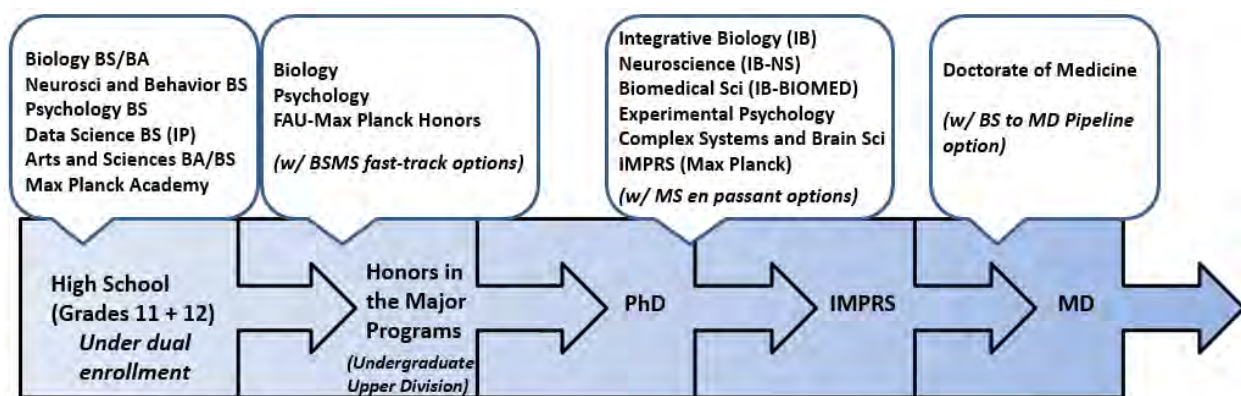 Biology BS/BA
Neurosci and Behavior BS
Psychology BS
Data Science BS (IP)
Arts and Sciences BA/BS
Max Planck Academy
Biology
Psychology
FAU-Max Planck Honors
(w/ BSMS fast-track options)
Integrative Biology (IB)
Neuroscience (IB-NS)
Biomedical Sci (IB-BIOMED)
Experimental Psychology
Complex Systems and Brain Sci
IMPRS (Max Planck)
(w/ MS en passant options)
Doctorate of Medicine
(w/ BS to MD Pipeline
option)
High School
(Grades 11 + 12)
Under dual
enrollment
Honors in
the Major
Programs
(Undergraduate
Upper Division)
PhD
IMPRS
MD